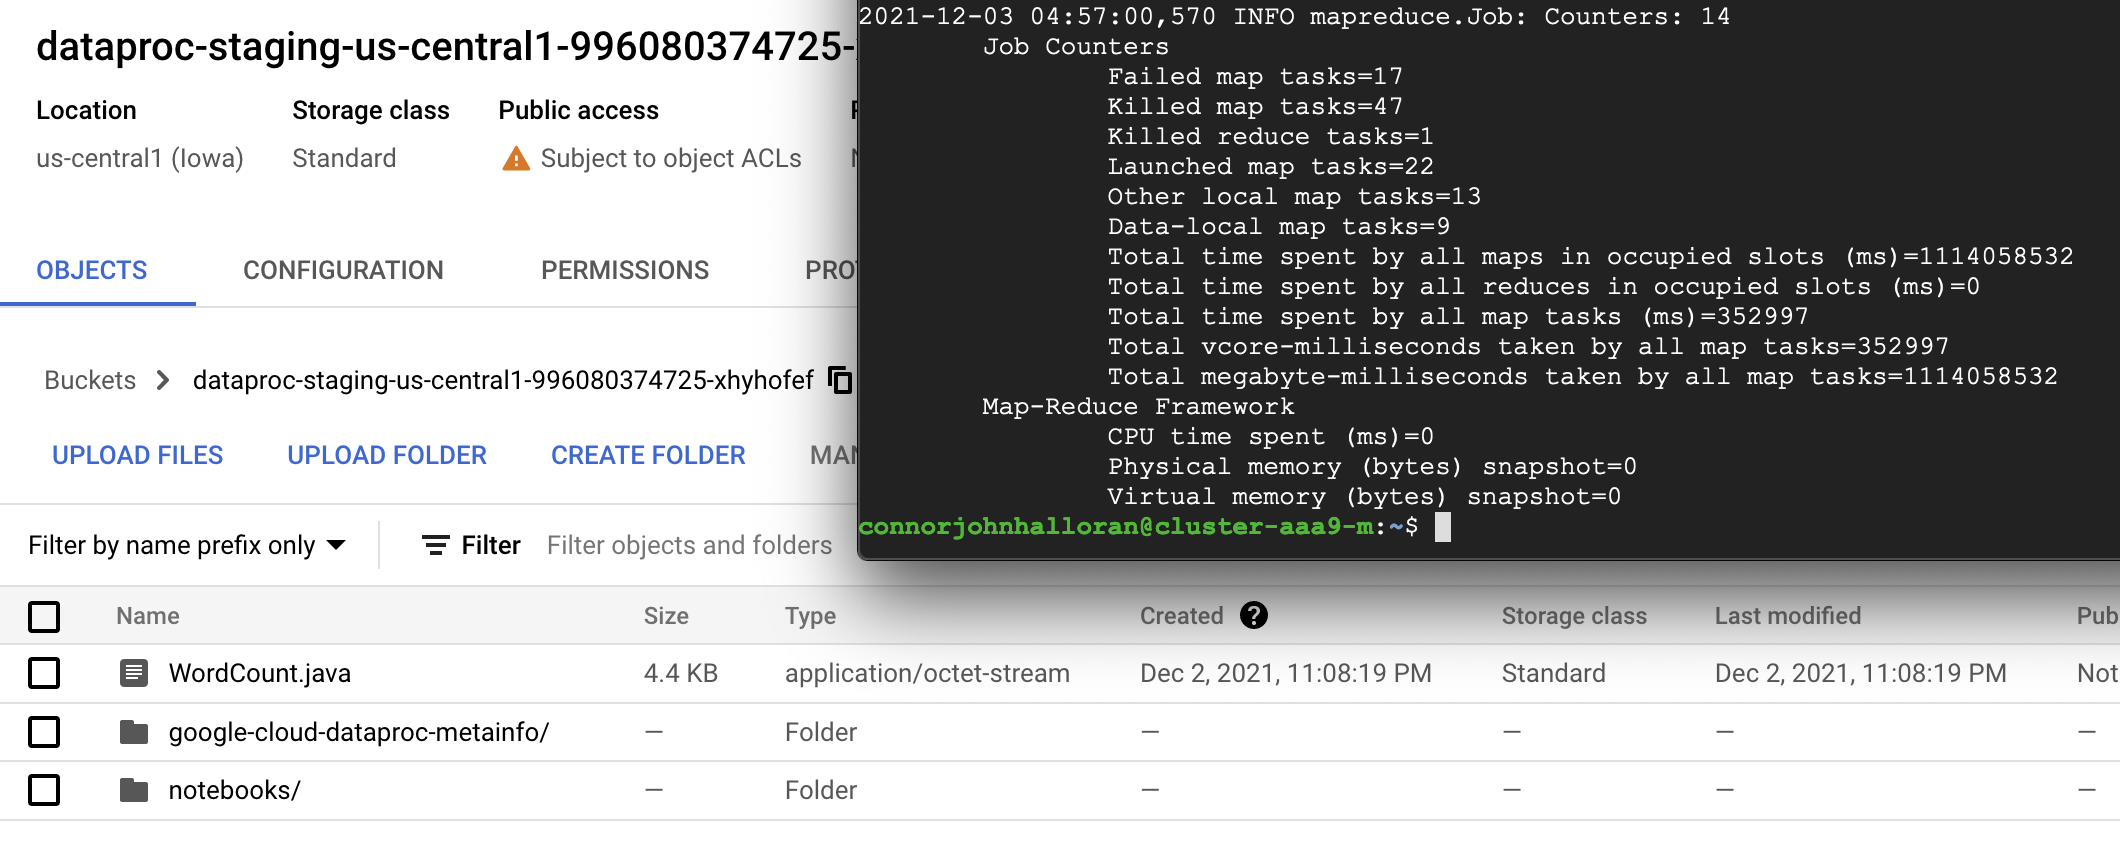 dataproc-staging-us-central1-996080374725-
Location Storage class Public access
us-central1 (Iowa) Standard Subject to object ACLs
OBJECTS CONFIGURATION PERMISSIONS PRO
Buckets > dataproc-staging-us-central1-996080374725-xhyhofef
UPLOAD FILES UPLOAD FOLDER CREATE FOLDER MAN
Filter by name prefix only Filter Filter objects and folders
2021-12-03 04:57:00,570 INFO mapreduce.Job: Counters: 14
Job Counters
Failed map tasks=17
Killed map tasks=47
Killed reduce tasks=1
Launched map tasks=22
Other local map tasks=13
Data-local map tasks=9
Total time spent by all maps in occupied slots (ms)=1114058532
Total time spent by all reduces in occupied slots (ms)=0
Total time spent by all map tasks (ms)=352997
Total vcore-milliseconds taken by all map tasks=352997
Total megabyte-milliseconds taken by all map tasks=1114058532
Map-Reduce Framework
CPU time spent (ms)=0
Physical memory (bytes) snapshot=0
Virtual memory (bytes) snapshot=0
connorjohnhalloran@cluster-aaa9-m:~$
Name Size Type Created ? Storage class Last modified Pub
WordCount.java 4.4 KB application/octet-stream Dec 2, 2021, 11:08:19 PM Standard Dec 2, 2021, 11:08:19 PM Not
google-cloud-dataproc-metainfo/ — Folder — — — —
notebooks/ — Folder — — — —